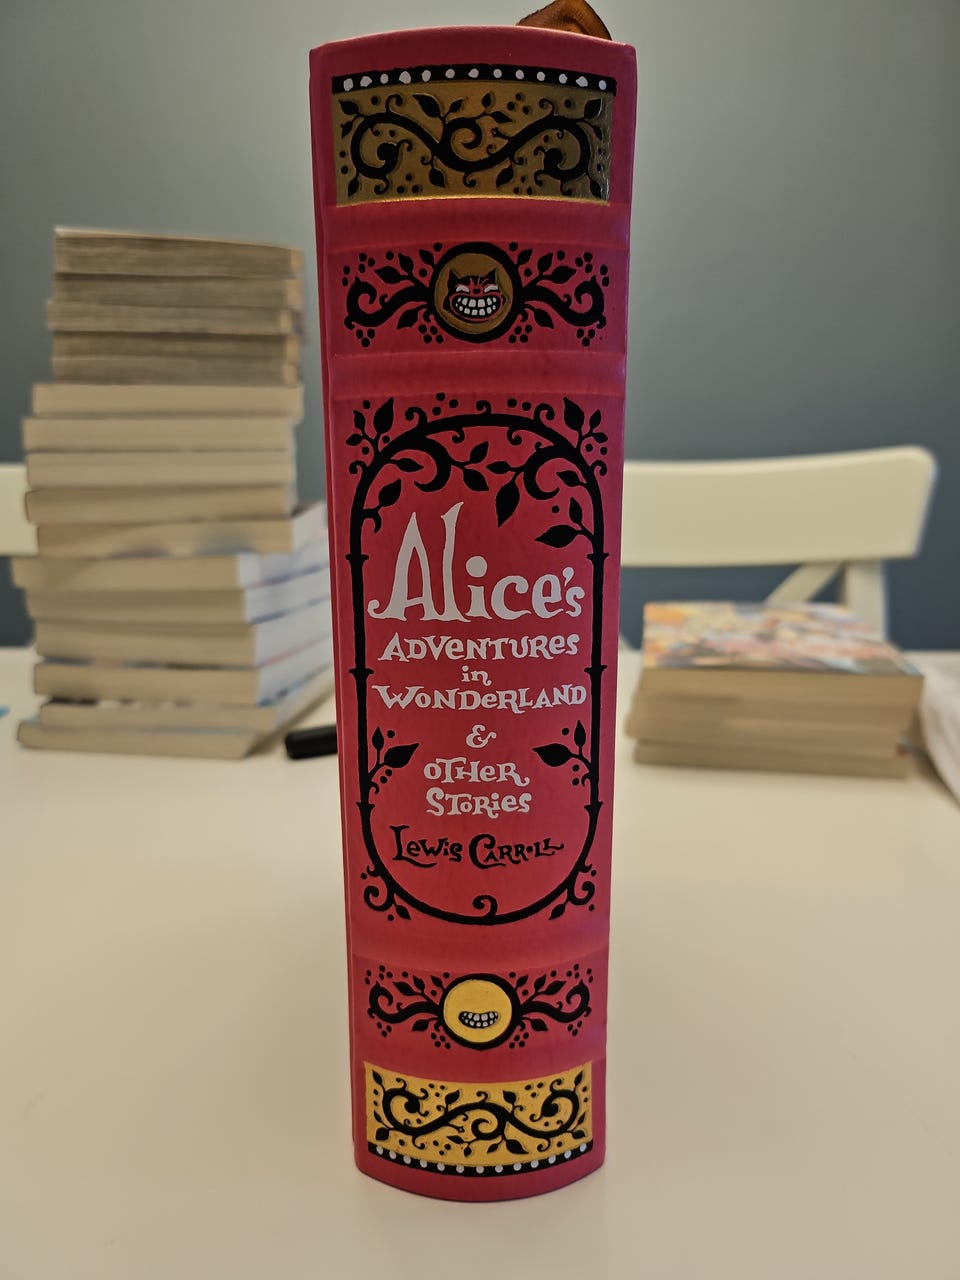 Alice's
ADVENTURES
in
WONDERLAND
&
OTHER
STORIES
LEWIS CARROLL